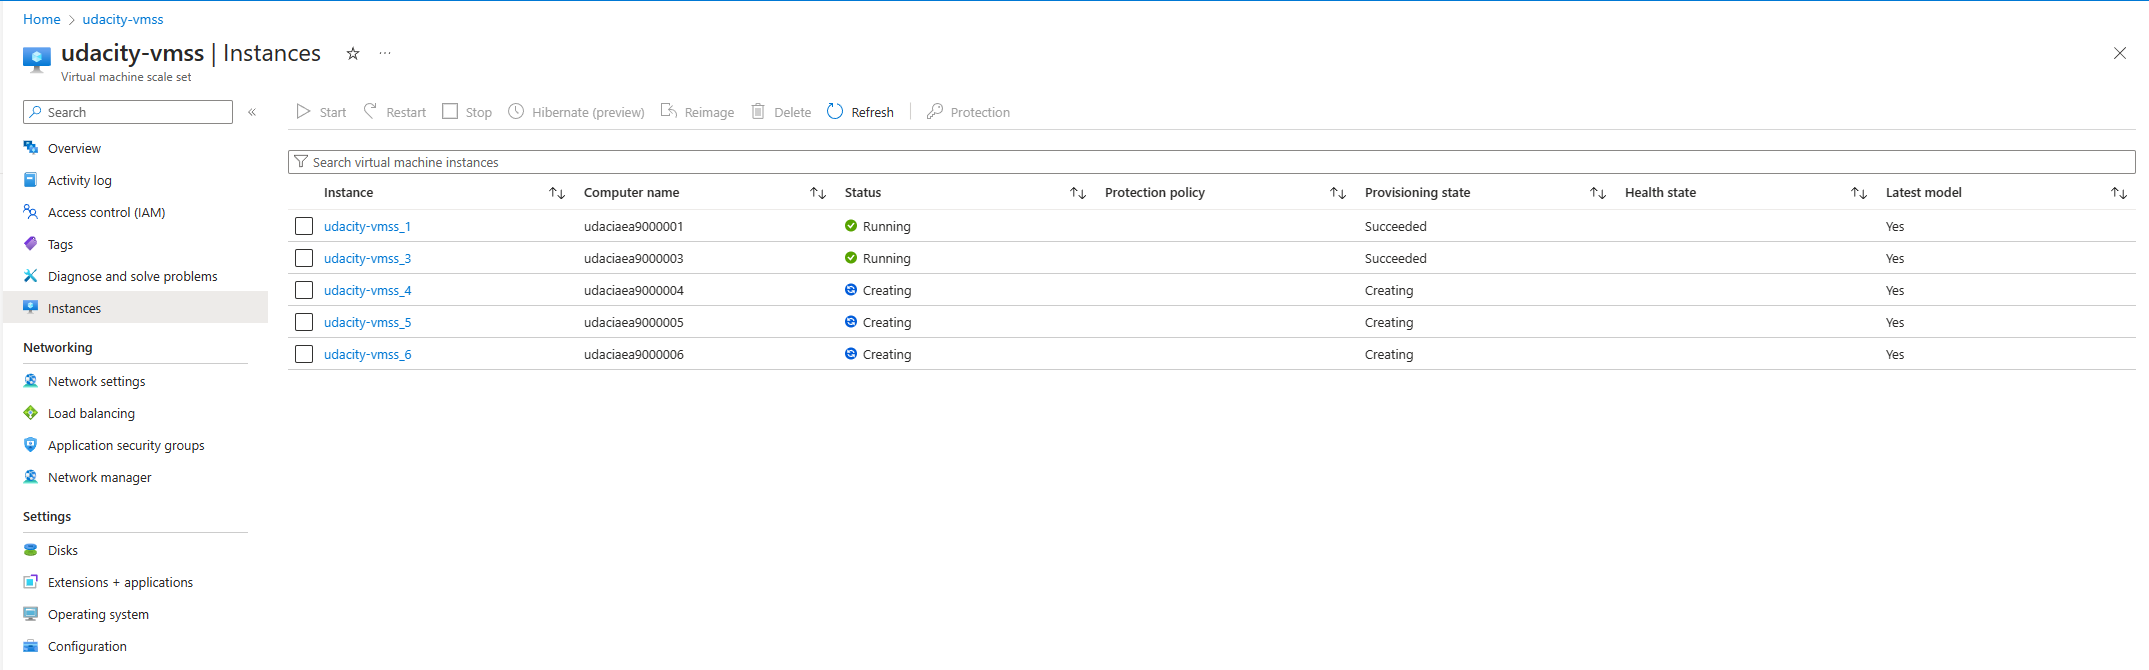 Home > udacity-vmss
udacity-vmss | Instances
Virtual machine scale set
Search
Start Restart Stop Hibernate (preview) Reimage Delete Refresh Protection
Overview
Activity log
Access control (IAM)
Tags
Diagnose and solve problems
Instances
Networking
Network settings
Load balancing
Application security groups
Network manager
Settings
Disks
Extensions + applications
Operating system
Configuration
Search virtual machine instances
Instance Computer name Status Protection policy Provisioning state Health state Latest model
udacity-vmss_1 udaciaea9000001 Running Succeeded Yes
udacity-vmss_3 udaciaea9000003 Running Succeeded Yes
udacity-vmss_4 udaciaea9000004 Creating Creating Yes
udacity-vmss_5 udaciaea9000005 Creating Creating Yes
udacity-vmss_6 udaciaea9000006 Creating Creating Yes